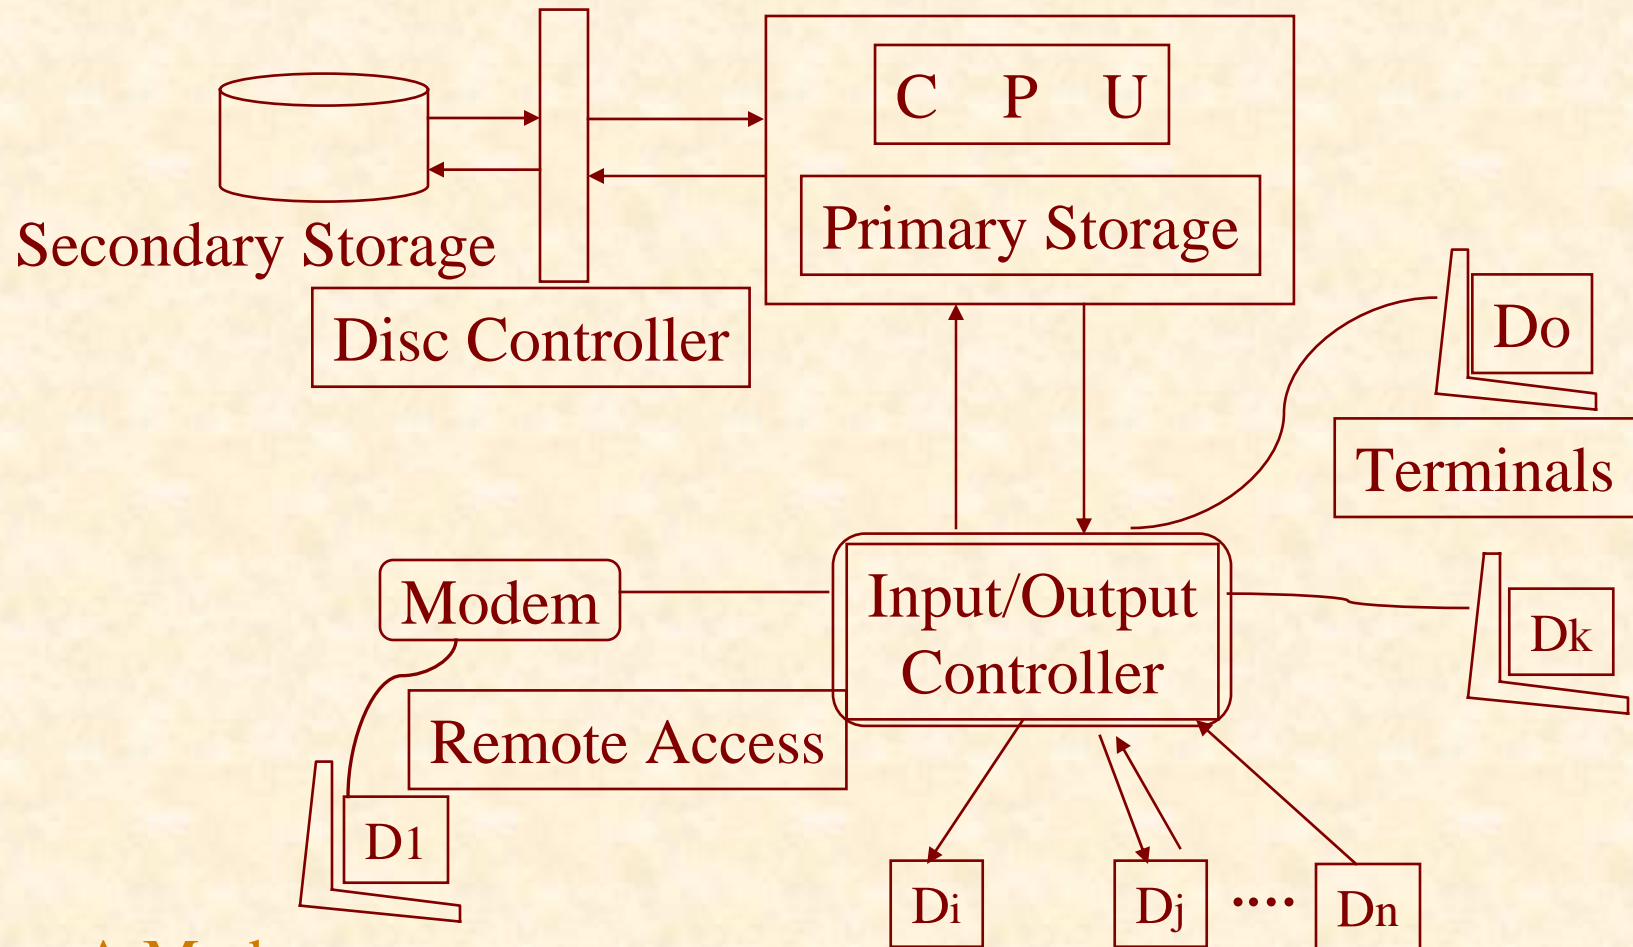 C P U
Primary Storage
Secondary Storage
Disc Controller
Do
Terminals
Modem
Input/Output
Controller
Dk
Remote Access
D1
Di
Dj
....
Dn